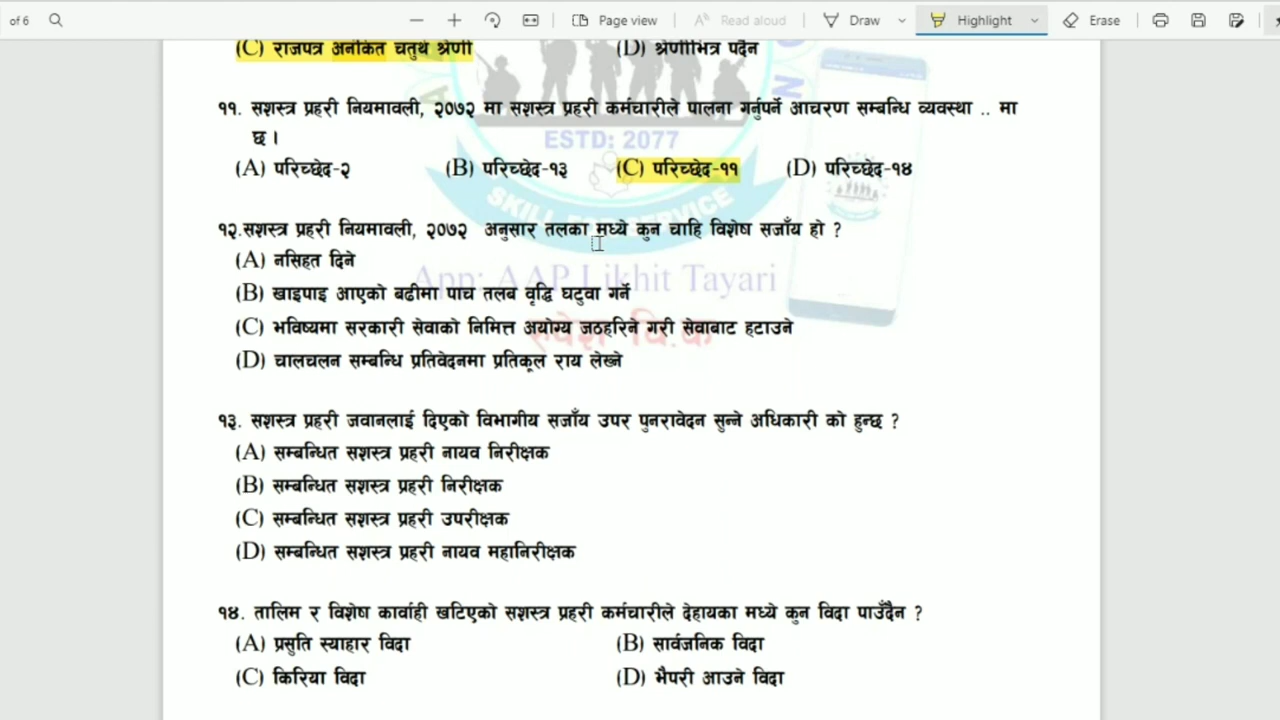 of 6 Page view Read aloud Draw Highlight Erase
(C) राजपत्र अनंकित चतुर्थ श्रेणी (D) श्रेणीभित्र पर्दैन
११. सशस्त्र प्रहरी नियमावली, २०७२ मा सशस्त्र प्रहरी कर्मचारीले पालना गर्नुपर्ने आचरण सम्बन्धि व्यवस्था .. मा
छ ।
ESTD: 2077
(A) परिच्छेद-२ (B) परिच्छेद-१३ (C) परिच्छेद-११ (D) परिच्छेद-१४
SKILL FOR SERVICE
१२.सशस्त्र प्रहरी नियमावली, २०७२ अनुसार तलका मध्ये कुन चाहि विशेष सजाँय हो ?
(A) नसिहत दिने
App: AAP Likhit Tayari
(B) खाइपाइ आएको बढीमा पाच तलब वृद्धि घटुवा गर्ने
(C) भविष्यमा सरकारी सेवाको निमित्त अयोग्य जठहरिने गरी सेवाबाट हटाउने
वि.क
(D) चालचलन सम्बन्धि प्रतिवेदनमा प्रतिकूल राय लेख्ने
१३. सशस्त्र प्रहरी जवानलाई दिएको विभागीय सजाँय उपर पुनरावेदन सुन्ने अधिकारी को हुन्छ ?
(A) सम्बन्धित सशस्त्र प्रहरी नायव निरीक्षक
(B) सम्बन्धित सशस्त्र प्रहरी निरीक्षक
(C) सम्बन्धित सशस्त्र प्रहरी उपरीक्षक
(D) सम्बन्धित सशस्त्र प्रहरी नायव महानिरीक्षक
१४. तालिम र विशेष कार्वाही खटिएको सशस्त्र प्रहरी कर्मचारीले देहायका मध्ये कुन विदा पाउँदैन ?
(A) प्रसुति स्याहार विदा (B) सार्वजनिक विदा
(C) किरिया विदा (D) भैपरी आउने विदा